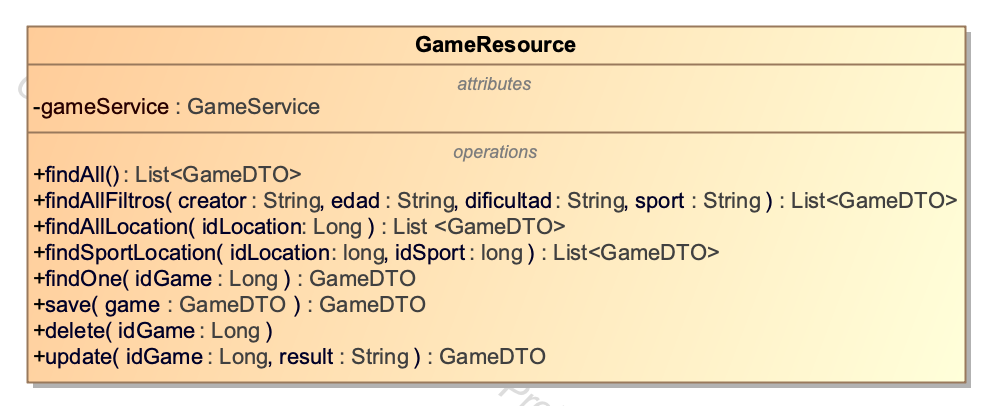 GameResource
attributes
-gameService : GameService
operations
+findAll() : List<GameDTO>
+findAllFiltros( creator : String, edad : String, dificultad : String, sport : String ) : List<GameDTO>
+findAllLocation( idLocation: Long ) : List <GameDTO>
+findSportLocation( idLocation: long, idSport : long ) : List<GameDTO>
+findOne( idGame : Long ) : GameDTO
+save( game : GameDTO ) : GameDTO
+delete( idGame : Long )
+update( idGame : Long, result : String ) : GameDTO